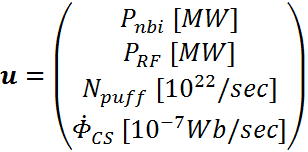 P_nbi [MW]
P_RF [MW]
u = 
N_puff [10^22/sec]
Φ̇_CS [10^-7 Wb/sec]